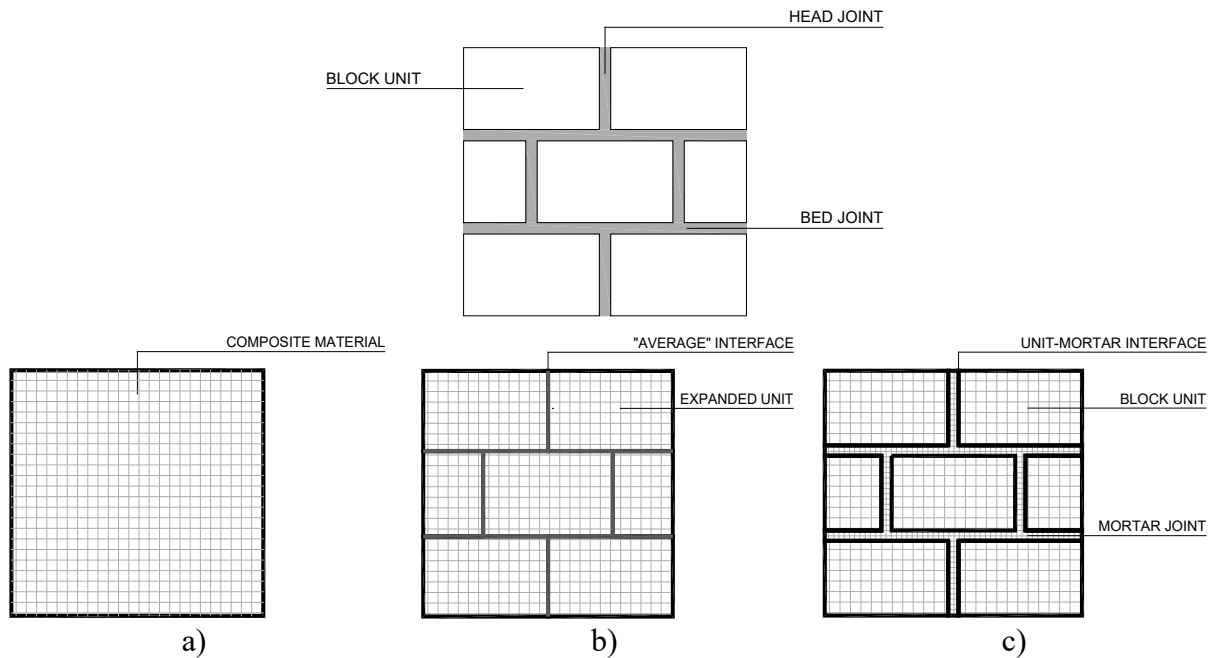 HEAD JOINT
BLOCK UNIT
BED JOINT
COMPOSITE MATERIAL
"AVERAGE" INTERFACE
EXPANDED UNIT
UNIT-MORTAR INTERFACE
BLOCK UNIT
MORTAR JOINT
a)
b)
c)